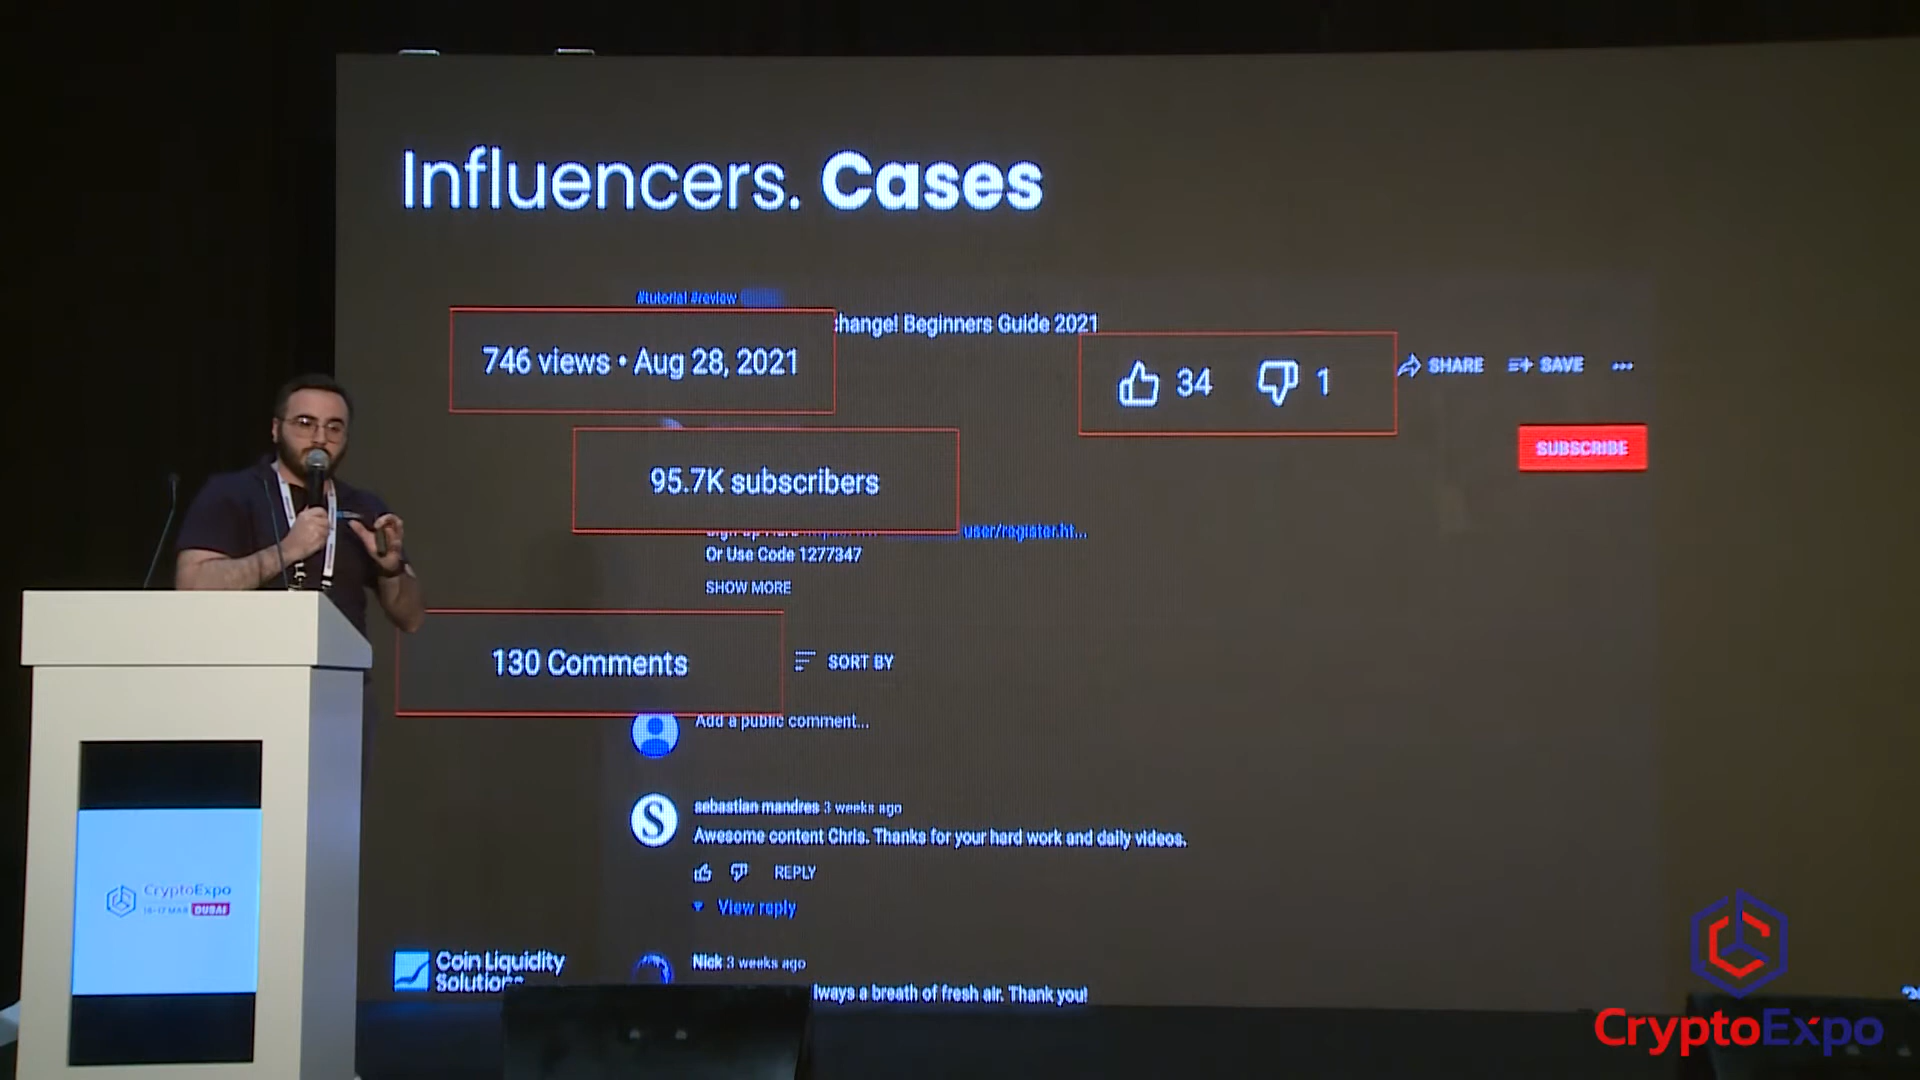 Influencers. Cases
#tutorial #review
change! Beginners Guide 2021
746 views • Aug 28, 2021
34 1
SHARE SAVE
SUBSCRIBE
95.7K subscribers
user/register.ht...
Or Use Code 1277347
SHOW MORE
130 Comments
SORT BY
Add a public comment...
S
sebastian mandres 3 weeks ago
Awesome content Chris. Thanks for your hard work and daily videos.
REPLY
View reply
Nick 3 weeks ago
lways a breath of fresh air. Thank you!
Coin Liquidity
Solutions
CryptoExpo
DUBAI
CryptoExpo